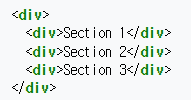 <div>
  <div>Section 1</div>
  <div>Section 2</div>
  <div>Section 3</div>
</div>